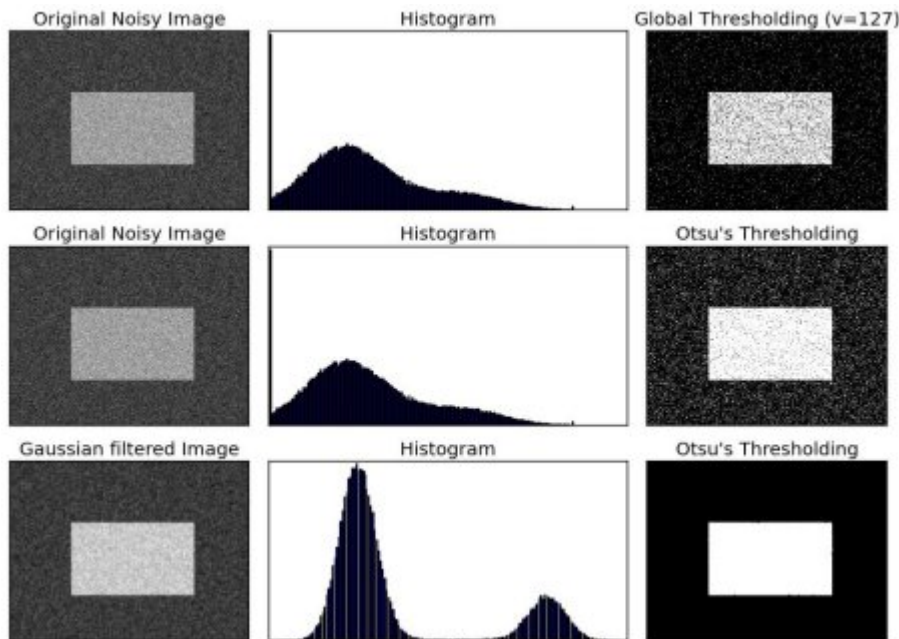 Original Noisy Image
Histogram
Global Thresholding (v=127)
Original Noisy Image
Histogram
Otsu's Thresholding
Gaussian filtered Image
Histogram
Otsu's Thresholding